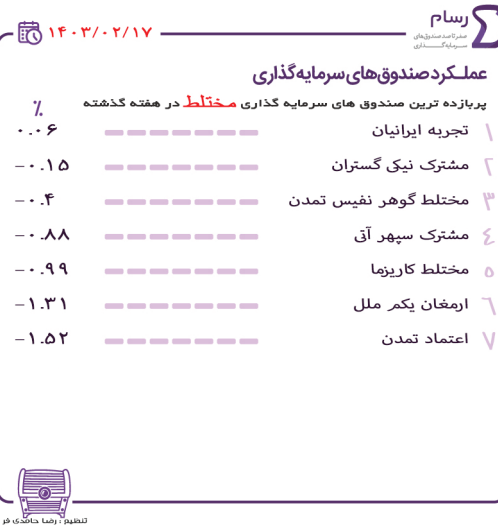 رسام
صفر تا صد صندوق‌های
سرمایه‌گذاری
۱۴۰۳/۰۲/۱۷
عملکرد صندوق‌های سرمایه‌گذاری
پربازده ترین صندوق های سرمایه گذاری مختلط در هفته گذشته
٪
۱ تجربه ایرانیان ۰.۰۶
۲ مشترک نیکی گستران -۰.۱۵
۳ مختلط گوهر نفیس تمدن -۰.۴
۴ مشترک سپهر آتی -۰.۸۸
۵ مختلط کاریزما -۰.۹۹
۶ ارمغان یکم ملل -۱.۳۱
۷ اعتماد تمدن -۱.۵۲
تنظیم : رضا حامدی فر